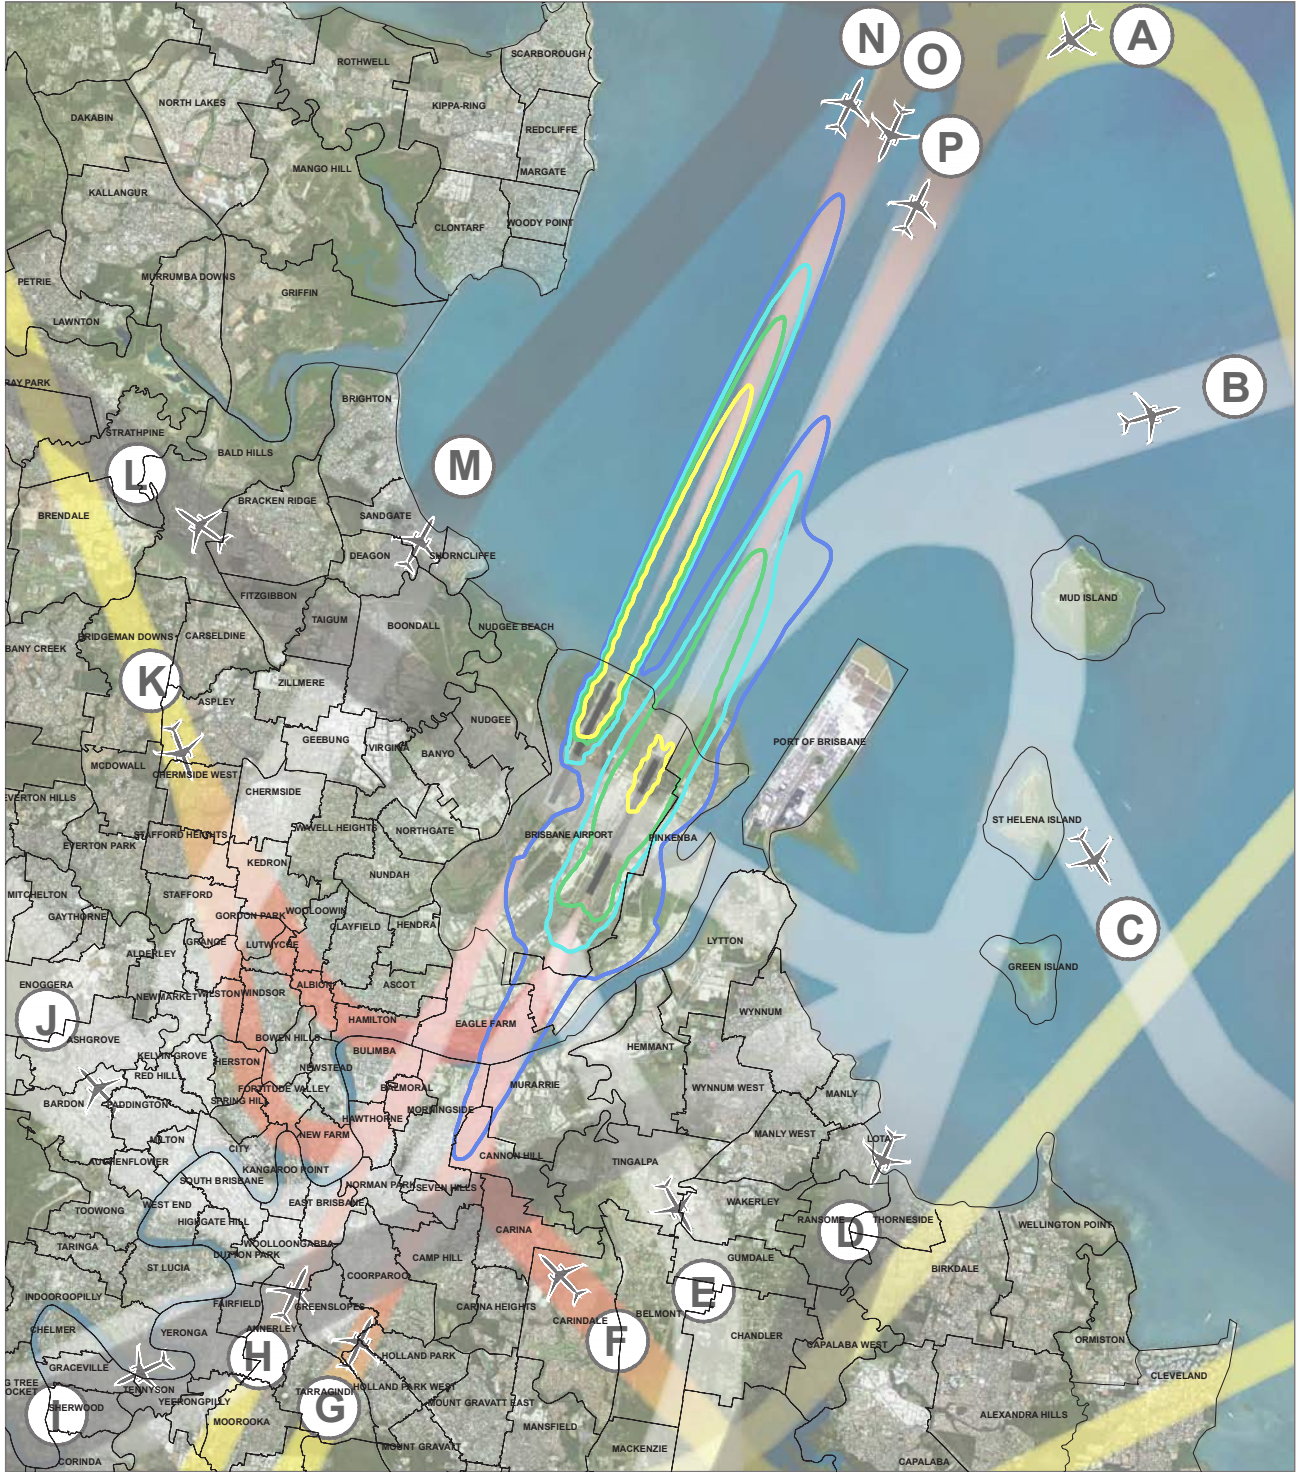 N
A
O
SCARBOROUGH
ROTHWELL
NORTH LAKES
KIPPA-RING
DAKABIN
REDCLIFFE
P
MANGO HILL
MARGATE
KALLANGUR
CLONTARF
WOODY POINT
MURRUMBA DOWNS
PETRIE
GRIFFIN
LAWNTON
RAY PARK
B
BRIGHTON
STRATHPINE
BALD HILLS
L
M
BRACKEN RIDGE
BRENDALE
SANDGATE
DEAGON
SHORNCLIFFE
FITZGIBBON
MUD ISLAND
TAIGUM
BOONDALL
NUDGEE BEACH
BRIDGEMAN DOWNS
CARSELDINE
BANY CREEK
K
ZILLMERE
ASPLEY
NUDGEE
GEEBUNG
VIRGINIA
BANYO
PORT OF BRISBANE
MCDOWALL
CHERMSIDE WEST
CHERMSIDE
EVERTON HILLS
ST HELENA ISLAND
STAFFORD HEIGHTS
WAVELL HEIGHTS
NORTHGATE
BRISBANE AIRPORT
PINKENBA
EVERTON PARK
KEDRON
NUNDAH
MITCHELTON
STAFFORD
GAYTHORNE
GORDON PARK
WOOLOOWIN
CLAYFIELD
HENDRA
C
ALDERLEY
GRANGE
LUTWYCHE
LYTTON
GREEN ISLAND
ENOGGERA
ALBION
ASCOT
NEWMARKET
WILSTON
WINDSOR
J
WYNNUM
HAMILTON
EAGLE FARM
ASHGROVE
BOWEN HILLS
HEMMANT
KELVIN GROVE
BULIMBA
HERSTON
NEWSTEAD
RED HILL
FORTITUDE VALLEY
BALMORAL
MURARRIE
WYNNUM WEST
MANLY
BARDON
PADDINGTON
SPRING HILL
HAWTHORNE
MORNINGSIDE
MILTON
NEW FARM
MANLY WEST
LOTA
CITY
AUCHENFLOWER
KANGAROO POINT
CANNON HILL
TINGALPA
SOUTH BRISBANE
NORMAN PARK
SEVEN HILLS
TOOWONG
WEST END
EAST BRISBANE
WAKERLEY
HIGHGATE HILL
CARINA
RANSOME
D
THORNESIDE
WELLINGTON POINT
TARINGA
DUTTON PARK
WOOLLOONGABBA
CAMP HILL
GUMDALE
ST LUCIA
COORPAROO
BIRKDALE
INDOOROOPILLY
FAIRFIELD
GREENSLOPES
CARINA HEIGHTS
E
CHELMER
YERONGA
ANNERLEY
CARINDALE
BELMONT
CHANDLER
CAPALABA WEST
ORMISTON
F
GRACEVILLE
H
HOLLAND PARK
G TREE
OCKET
TENNYSON
TARRAGINDI
HOLLAND PARK WEST
CLEVELAND
I
SHERWOOD
YEERONGPILLY
G
MOUNT GRAVATT EAST
MOOROOKA
ALEXANDRA HILLS
MANSFIELD
MOUNT GRAVATT
MACKENZIE
CORINDA
CAPALABA